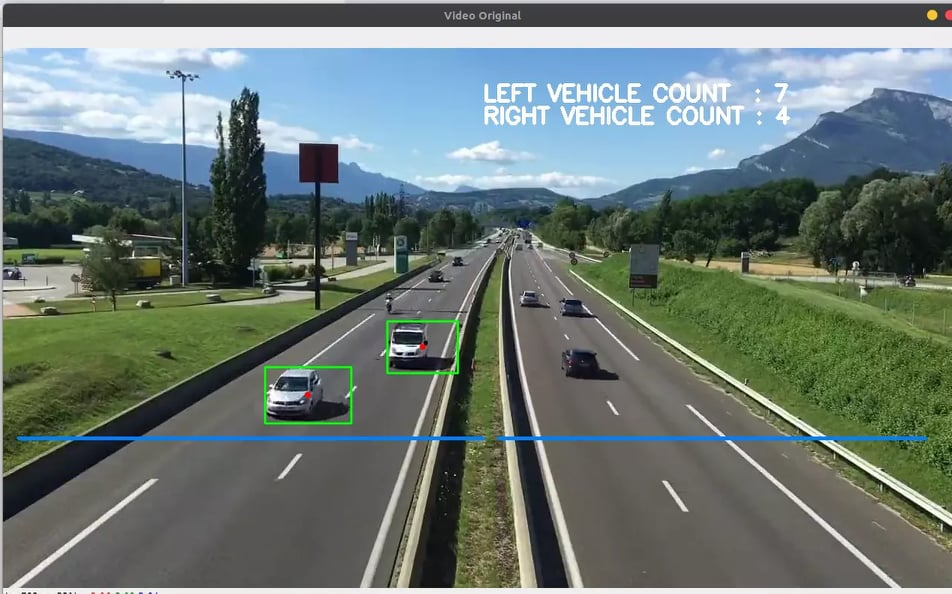 Video Original
LEFT VEHICLE COUNT : 7
RIGHT VEHICLE COUNT : 4